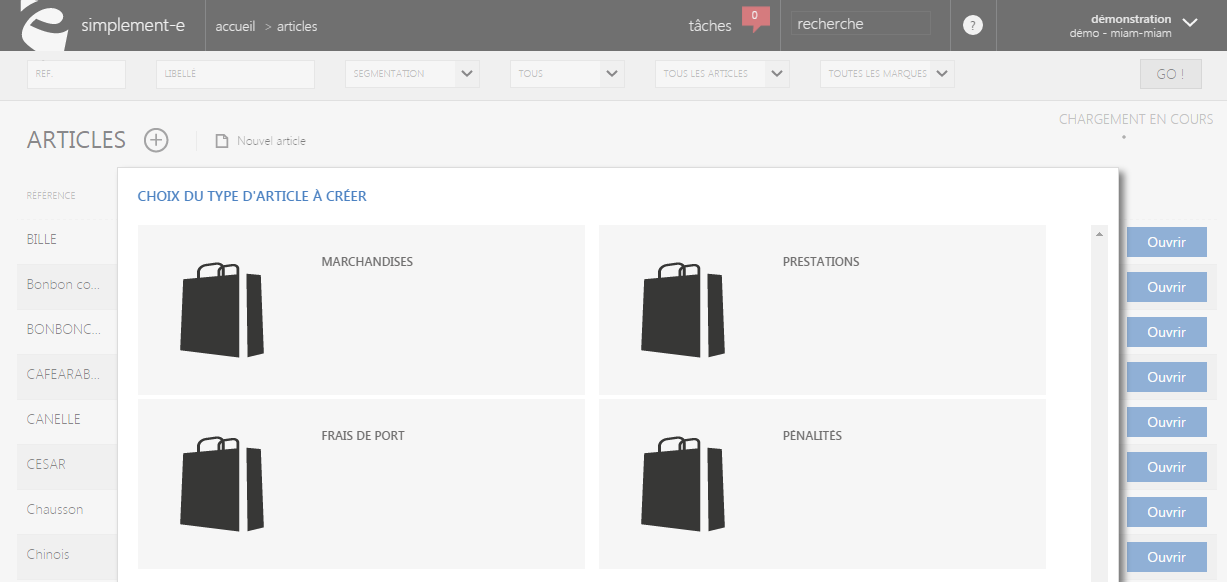 simplement-e
accueil > articles
tâches
0
recherche
?
démonstration
démo - miam-miam
REF.
LIBELLÉ
SEGMENTATION
TOUS
TOUS LES ARTICLES
TOUTES LES MARQUES
GO !
ARTICLES
Nouvel article
CHARGEMENT EN COURS
RÉFÉRENCE
CHOIX DU TYPE D'ARTICLE À CRÉER
MARCHANDISES
PRESTATIONS
FRAIS DE PORT
PÉNALITÉS
BILLE
Ouvrir
Bonbon co...
Ouvrir
BONBONC...
Ouvrir
CAFEARAB...
Ouvrir
CANELLE
Ouvrir
CESAR
Ouvrir
Chausson
Ouvrir
Chinois
Ouvrir